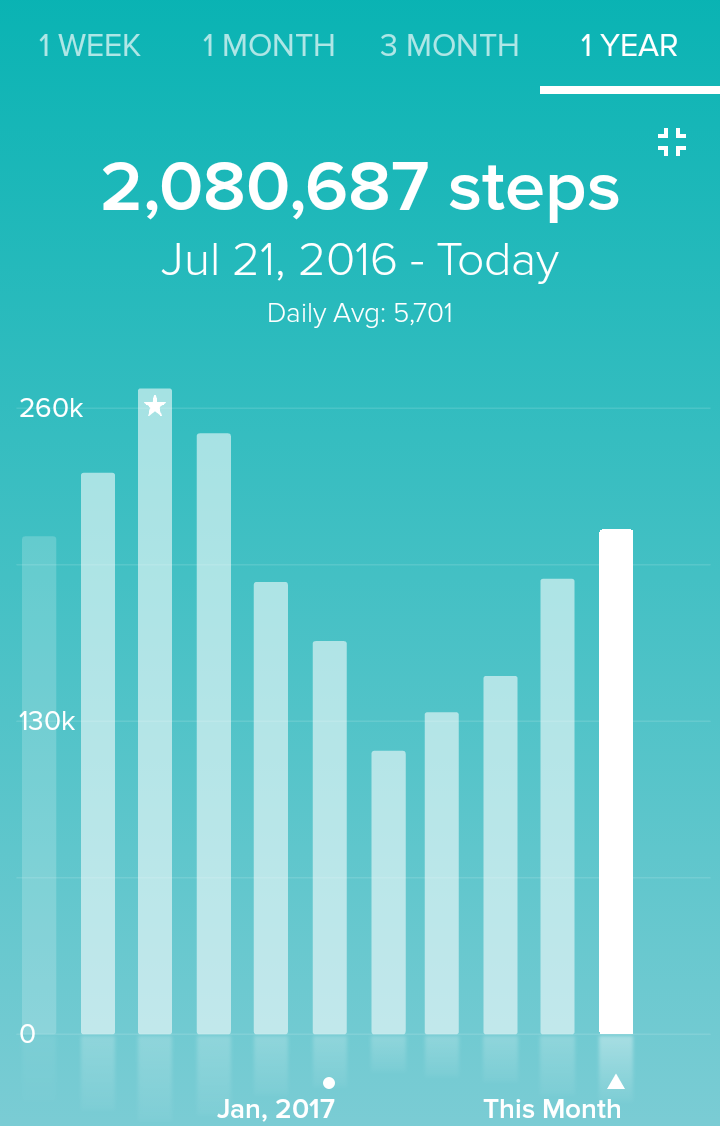 1 WEEK 1 MONTH 3 MONTH 1 YEAR
2,080,687 steps
Jul 21, 2016 - Today
Daily Avg: 5,701
260k
130k
0
Jan, 2017 This Month